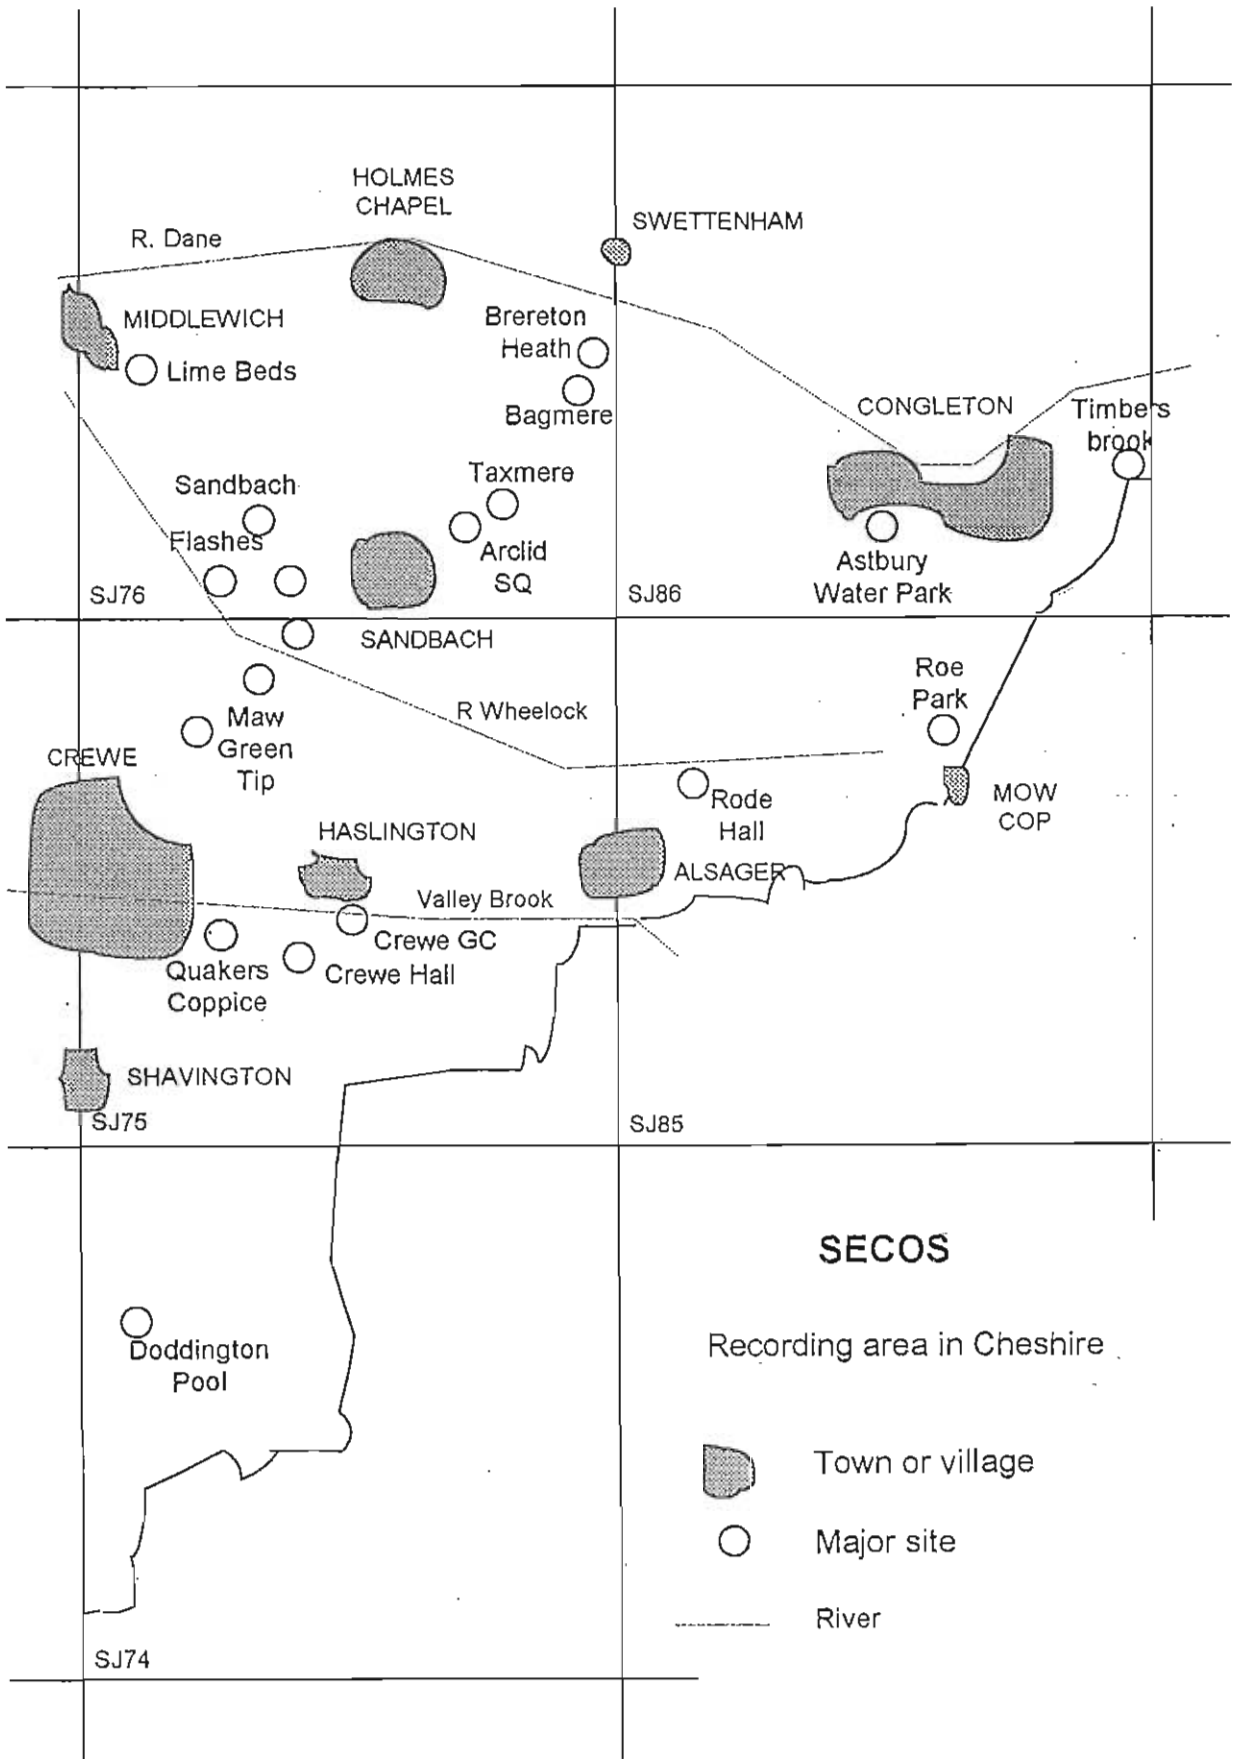 HOLMES
CHAPEL
SWETTENHAM
R. Dane
MIDDLEWICH
Brereton
Heath
Lime Beds
Bagmere
CONGLETON
Timbers
brook
Taxmere
Sandbach
Flashes
Arclid
SQ
Astbury
Water Park
SJ76
SJ86
SANDBACH
Roe
Park
R Wheelock
Maw
Green
Tip
CREWE
Rode
Hall
MOW
COP
HASLINGTON
ALSAGER
Valley Brook
Crewe GC
Quakers
Coppice
Crewe Hall
SHAVINGTON
SJ75
SJ85
SECOS
Recording area in Cheshire
Doddington
Pool
Town or village
Major site
River
SJ74